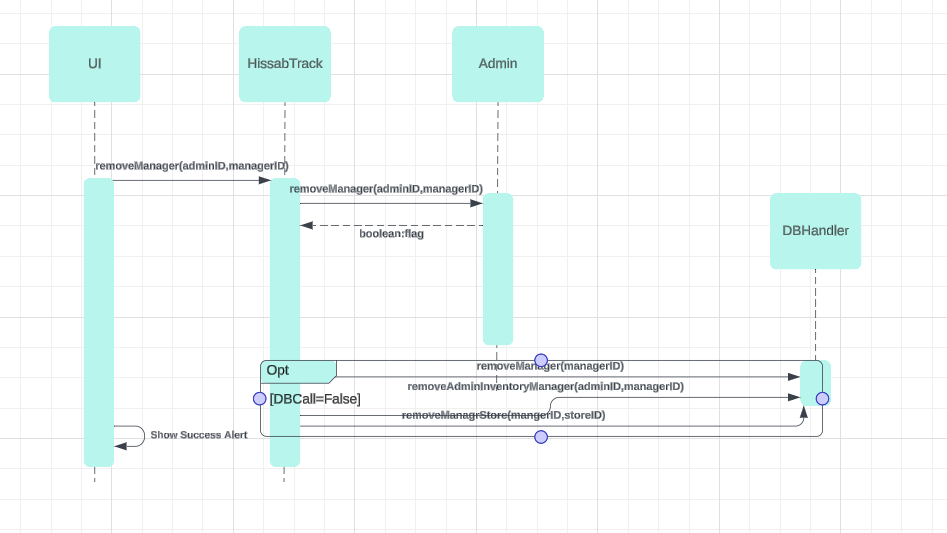 UI
HissabTrack
Admin
removeManager(adminID,managerID)
removeManager(adminID,managerID)
boolean:flag
DBHandler
Opt
removeManager(managerID)
removeAdminInventoryManager(adminID,managerID)
[DBCall=False]
removeManagrStore(mangerID,storeID)
Show Success Alert